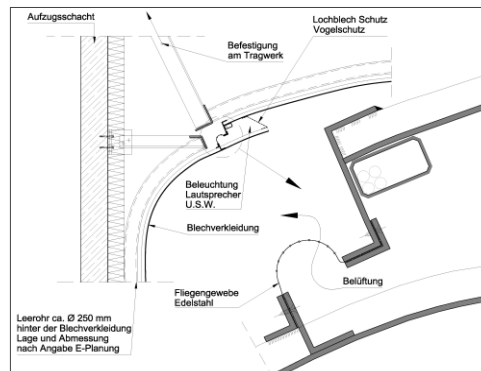 Aufzugsschacht
Befestigung
am Tragwerk
Lochblech Schutz
Vogelschutz
Beleuchtung
Lautsprecher
U.S.W.
Blechverkleidung
Fliegengewebe
Edelstahl
Belüftung
Leerohr ca. Ø 250 mm
hinter der Blechverkleidung
Lage und Abmessung
nach Angabe E-Planung